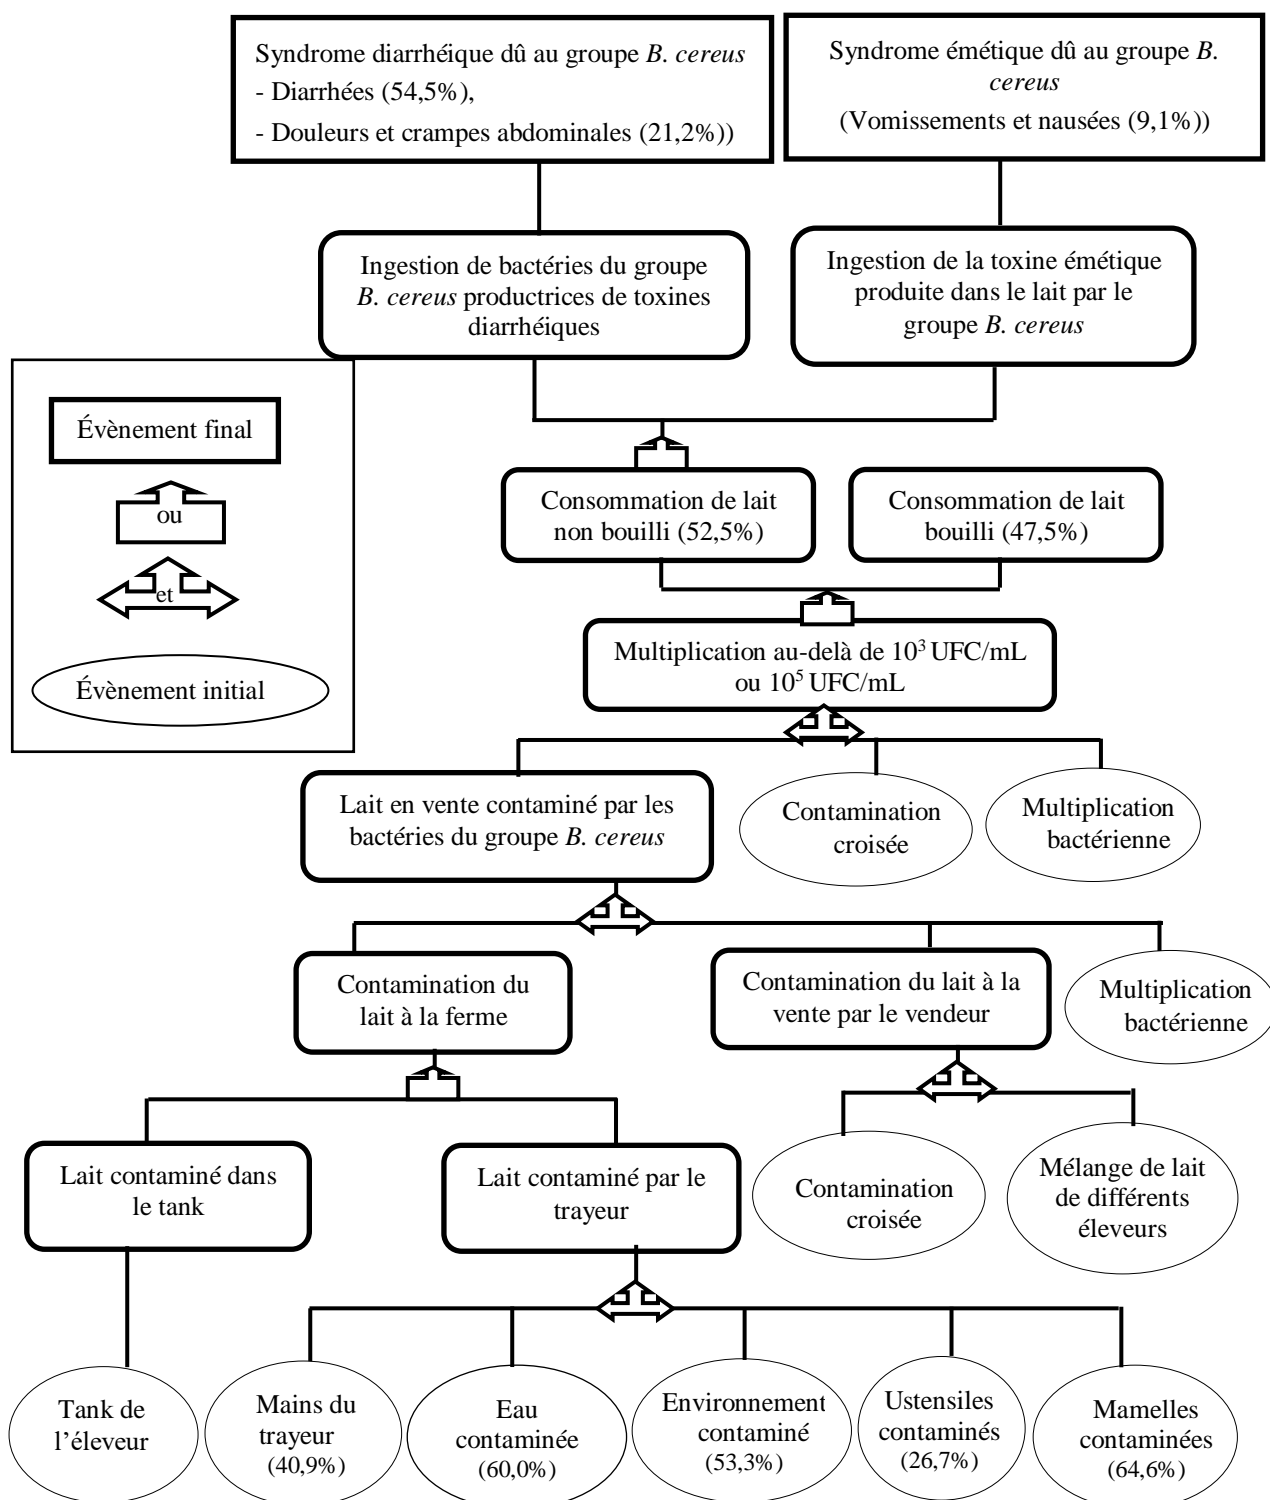 Syndrome diarrhéique dû au groupe B. cereus
- Diarrhées (54,5%),
- Douleurs et crampes abdominales (21,2%))
Syndrome émétique dû au groupe B.
cereus
(Vomissements et nausées (9,1%))
Ingestion de bactéries du groupe
B. cereus productrices de toxines
diarrhéiques
Ingestion de la toxine émétique
produite dans le lait par le
groupe B. cereus
Évènement final
ou
et
Évènement initial
Consommation de lait
non bouilli (52,5%)
Consommation de lait
bouilli (47,5%)
Multiplication au-delà de 10³ UFC/mL
ou 10⁵ UFC/mL
Lait en vente contaminé par les
bactéries du groupe B. cereus
Contamination
croisée
Multiplication
bactérienne
Contamination du
lait à la ferme
Contamination du lait à la
vente par le vendeur
Multiplication
bactérienne
Lait contaminé dans
le tank
Lait contaminé par le
trayeur
Contamination
croisée
Mélange de lait
de différents
éleveurs
Tank de
l’éleveur
Mains du
trayeur
(40,9%)
Eau
contaminée
(60,0%)
Environnement
contaminé
(53,3%)
Ustensiles
contaminés
(26,7%)
Mamelles
contaminées
(64,6%)